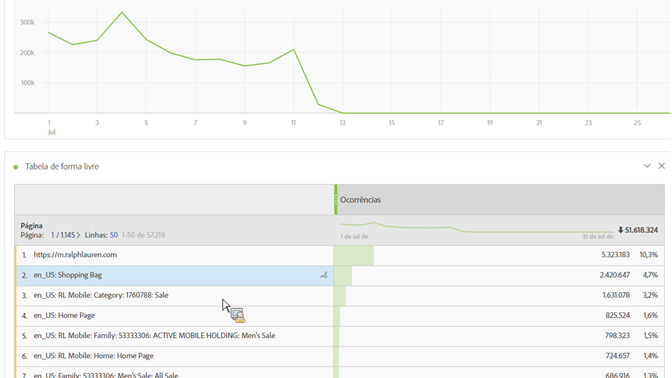 300k
200k
100k
1 3 5 7 9 11 13 15 17 19 21 23 25
Jul
Tabela de forma livre
Ocorrências
Página
Página: 1 / 1.145 > Linhas: 50 1-50 de 57.219
1 de jul de
31 de jul de
51.618.324
1. https://m.ralphlauren.com 5.323.183 10,3%
2. en_US: Shopping Bag 2.420.647 4,7%
3. en_US: RL Mobile: Category: 1760788: Sale 1.631.078 3,2%
4. en_US: Home Page 825.524 1,6%
5. en_US: RL Mobile: Family: 53333306: ACTIVE MOBILE HOLDING: Men's Sale 798.323 1,5%
6. en_US: RL Mobile: Home: Home Page 724.657 1,4%
7. en_US: Family: 53333306: Men's Sale: All Sale 686.916 1,3%